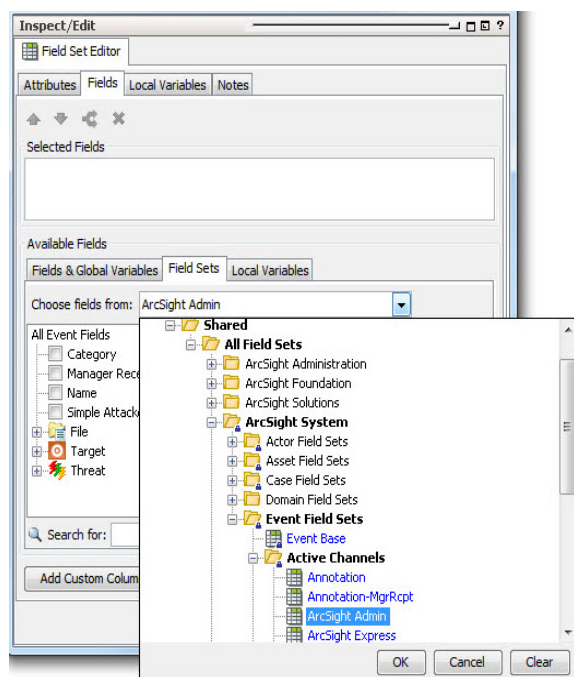 Inspect/Edit
?
Field Set Editor
Attributes Fields Local Variables Notes
Selected Fields
Available Fields
Fields & Global Variables Field Sets Local Variables
Choose fields from: ArcSight Admin
All Event Fields
Category
Manager Rece
Name
Simple Attack
File
Target
Threat
Search for:
Add Custom Colum
Shared
All Field Sets
ArcSight Administration
ArcSight Foundation
ArcSight Solutions
ArcSight System
Actor Field Sets
Asset Field Sets
Case Field Sets
Domain Field Sets
Event Field Sets
Event Base
Active Channels
Annotation
Annotation-MgrRcpt
ArcSight Admin
ArcSight Express
OK Cancel Clear